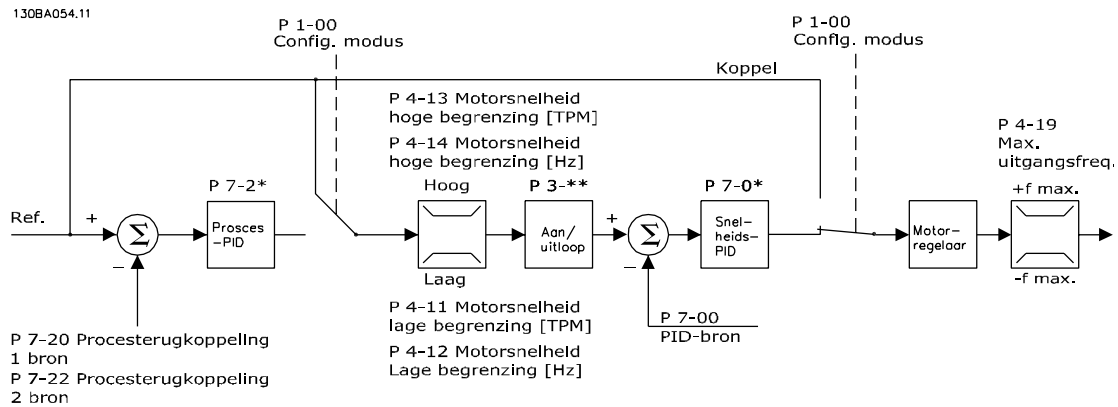 130BA054.11
P 1-00
Config. modus
P 1-00
Config. modus
Koppel
P 4-13 Motorsnelheid
hoge begrenzing [TPM]
P 4-14 Motorsnelheid
hoge begrenzing [Hz]
P 4-19
Max.
uitgangsfreq.
Ref.
+
_
P 7-2*
Prosces
-PID
Hoog
Laag
P 3-**
Aan/
uitloop
+
_
P 7-0*
Snel-
heids-
PID
Motor-
regelaar
+f max.
-f max.
P 7-20 Procesterugkoppeling
1 bron
P 7-22 Procesterugkoppeling
2 bron
P 4-11 Motorsnelheid
lage begrenzing [TPM]
P 4-12 Motorsnelheid
Lage begrenzing [Hz]
P 7-00
PID-bron
Σ
Σ